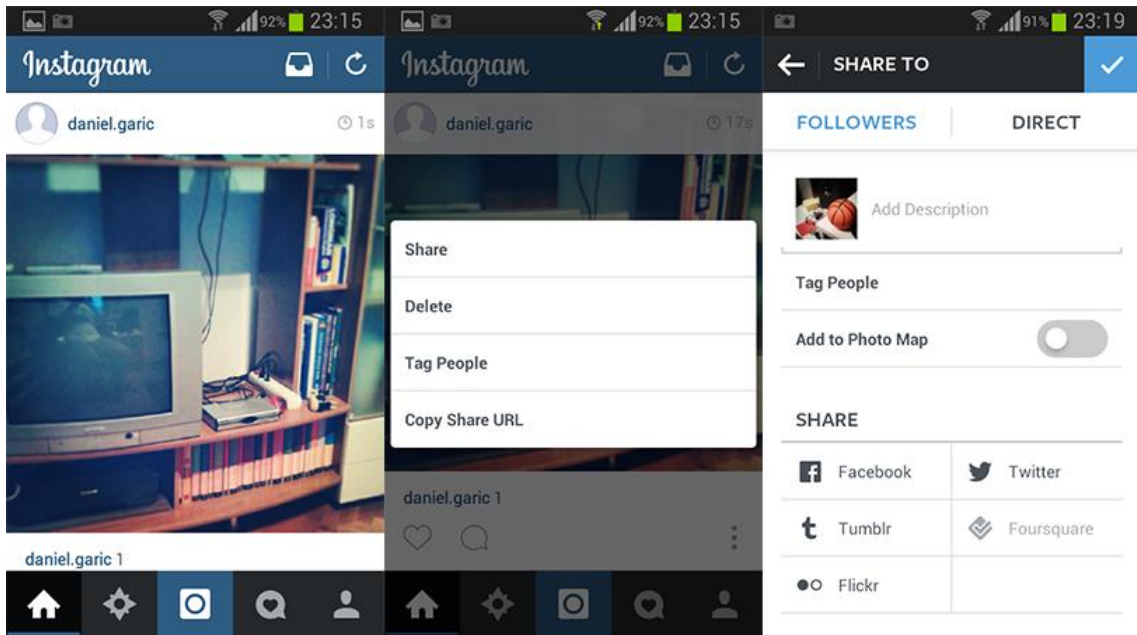 92% 23:15
Instagram
daniel.garic 1s
daniel.garic 1
92% 23:15
Instagram
daniel.garic 17s
Share
Delete
Tag People
Copy Share URL
daniel.garic 1
91% 23:19
SHARE TO
FOLLOWERS DIRECT
Add Description
Tag People
Add to Photo Map
SHARE
Facebook Twitter
Tumblr Foursquare
Flickr